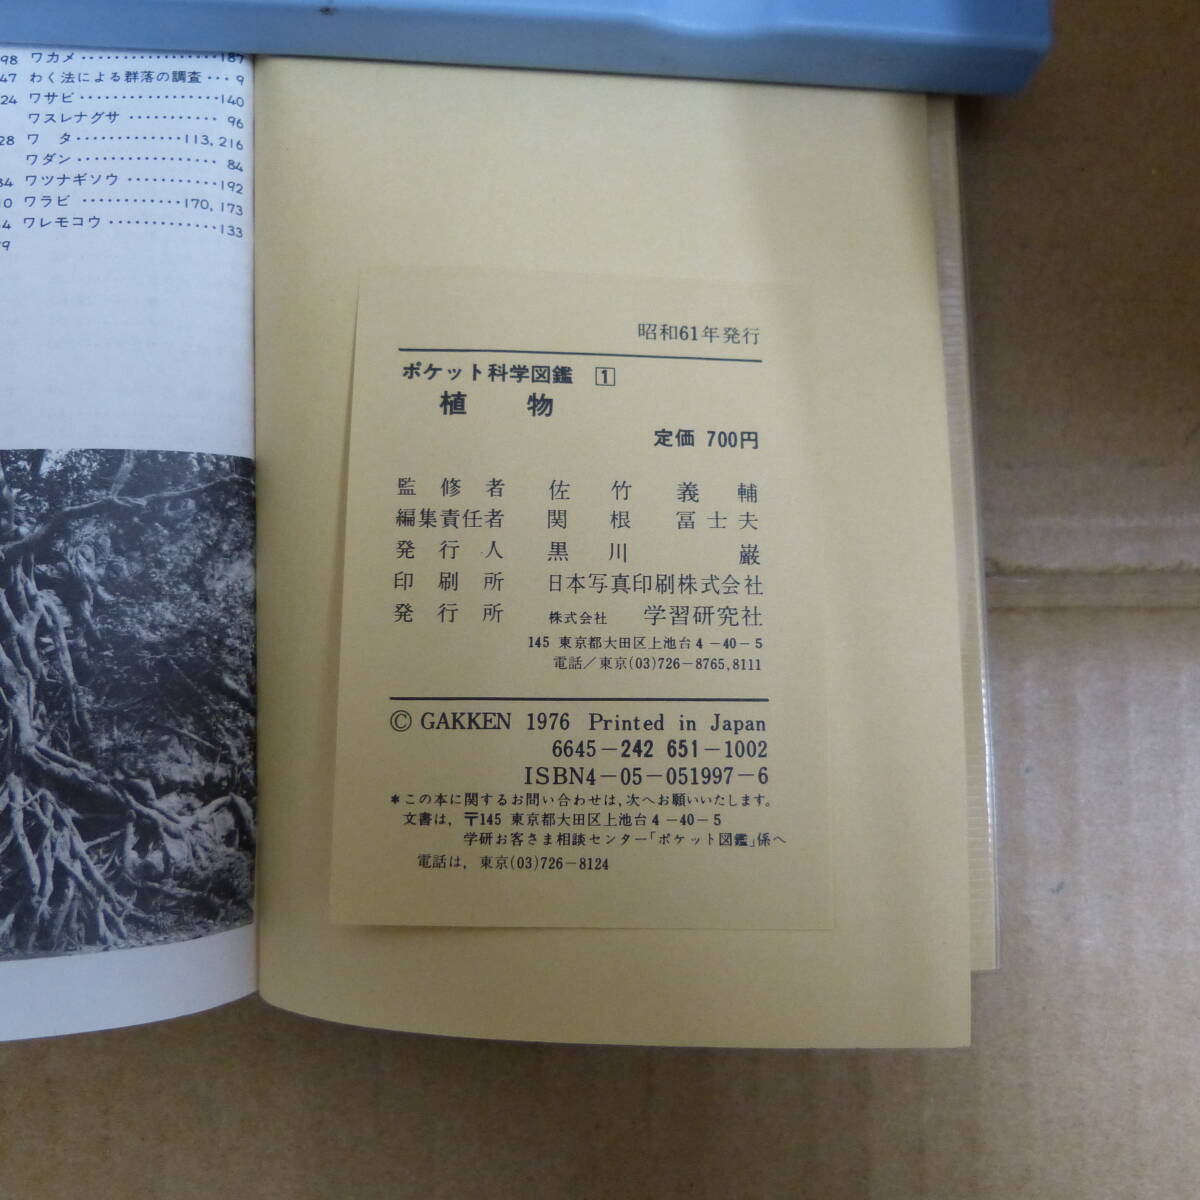 98 ワカメ・・・・・・・・・・・・・・・・・187
47 わく法による群落の調査・・・9
24 ワサビ・・・・・・・・・・・・・・・・・140
ワスレナグサ・・・・・・・・・・・96
28 ワ タ・・・・・・・・・・・・・113, 216
ワダン・・・・・・・・・・・・・・・・・84
34 ワツナギソウ・・・・・・・・・・・192
10 ワラビ・・・・・・・・・・・・170, 173
4 ワレモコウ・・・・・・・・・・・・・133
9
昭和61年発行
ポケット科学図鑑 1
植 物
定価 700円
監修者 佐竹義輔
編集責任者 関根冨士夫
発行人 黒川巌
印刷所 日本写真印刷株式会社
発行所 株式会社 学習研究社
145 東京都大田区上池台4-40-5
電話/東京(03)726-8765,8111
© GAKKEN 1976 Printed in Japan
6645-242 651-1002
ISBN4-05-051997-6
*この本に関するお問い合わせは,次へお願いいたします。
文書は, 〒145 東京都大田区上池台4-40-5
学研お客さま相談センター「ポケット図鑑」係へ
電話は, 東京(03)726-8124